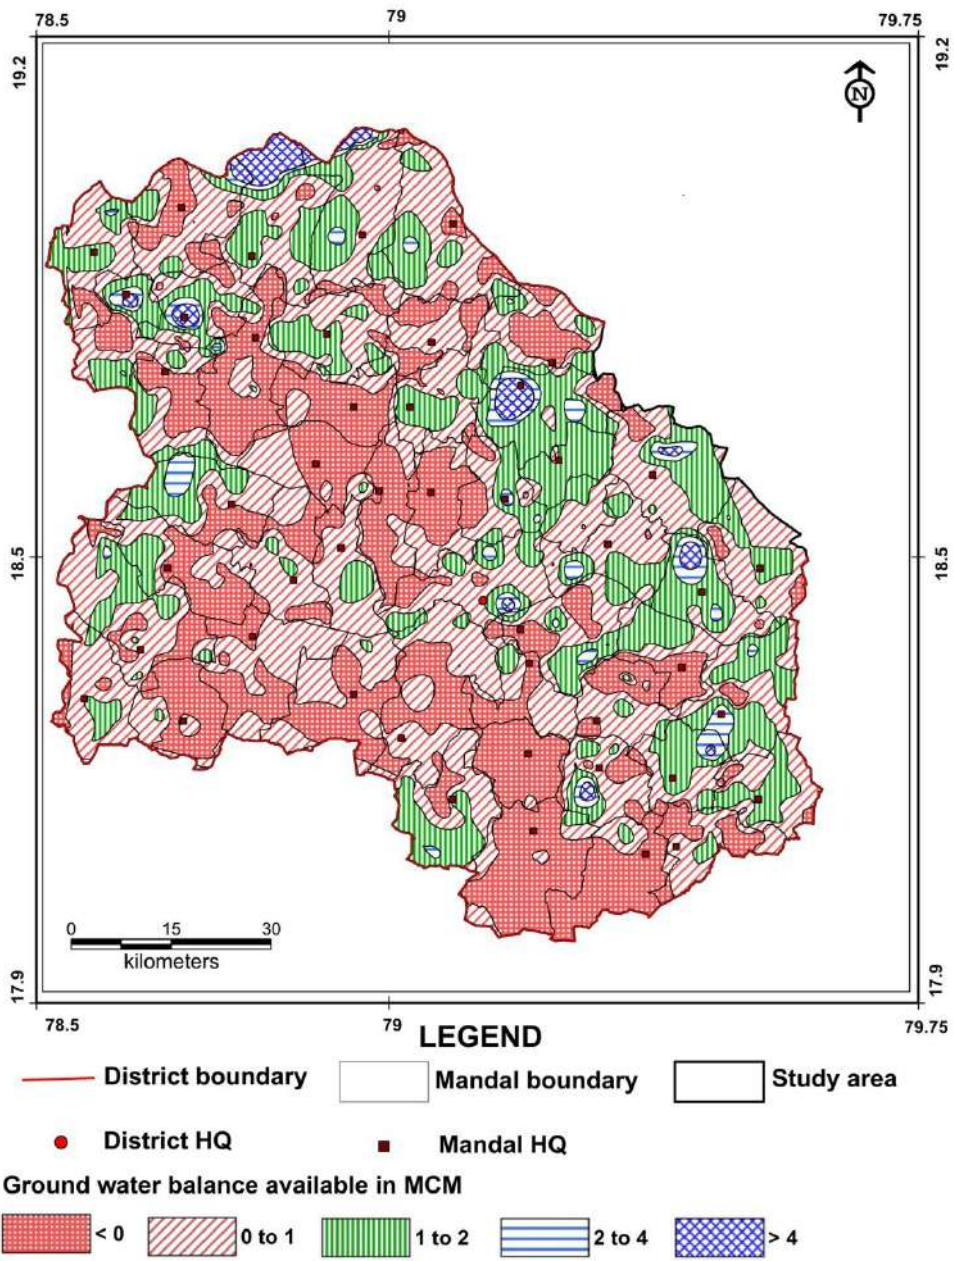 78.5 79 79.75
19.2 19.2
N
18.5 18.5
0 15 30
kilometers
17.9 17.9
78.5 79 79.75
LEGEND
District boundary Mandal boundary Study area
District HQ Mandal HQ
Ground water balance available in MCM
< 0 0 to 1 1 to 2 2 to 4 > 4